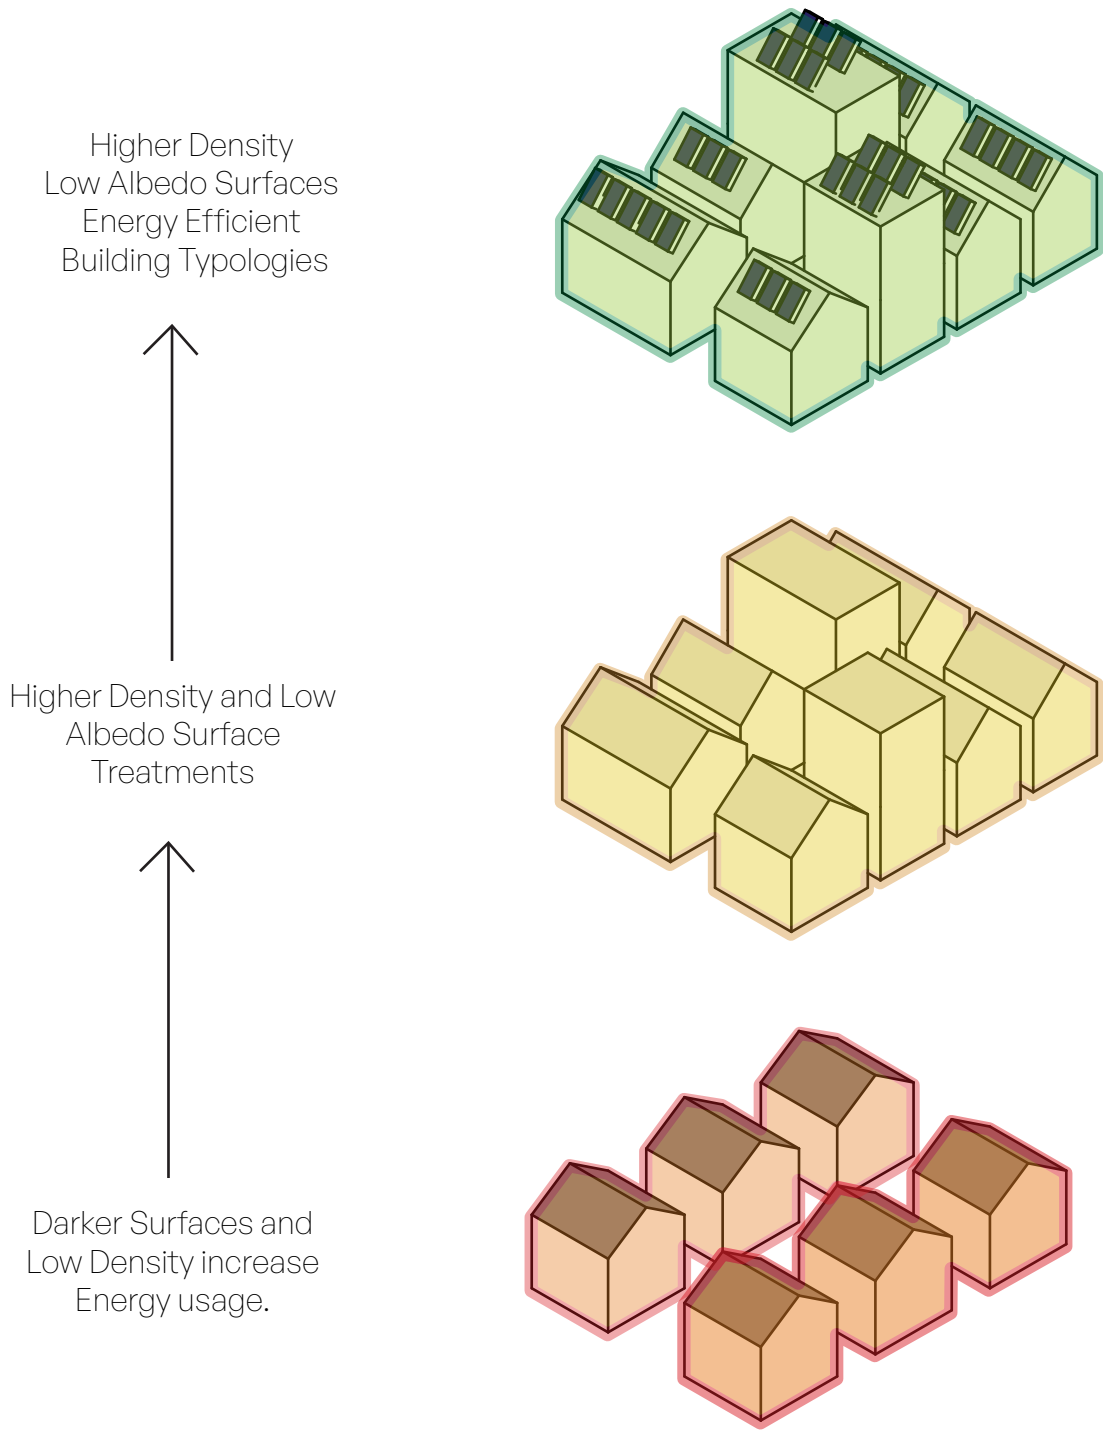 Higher Density
Low Albedo Surfaces
Energy Efficient
Building Typologies
Higher Density and Low
Albedo Surface
Treatments
Darker Surfaces and
Low Density increase
Energy usage.